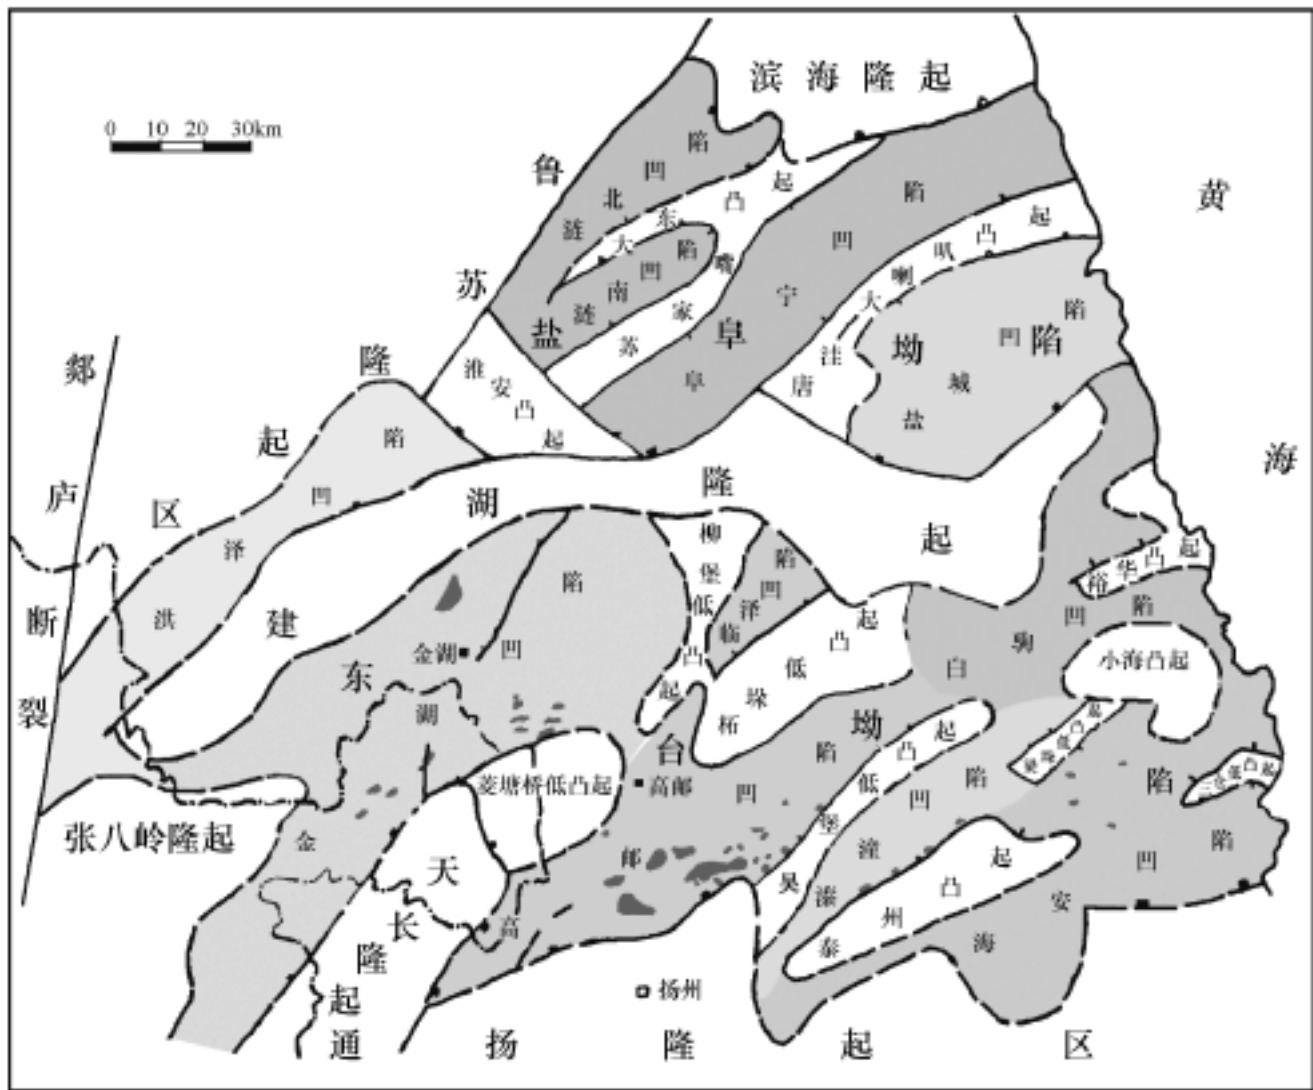 0 10 20 30km
滨海隆起
黄海
苏鲁隆起区
郯庐断裂
盐阜坳陷
涟北凹陷
大东凸起
涟南凹陷
苏家嘴凸起
阜宁凹陷
大喇叭凸起
唐洼
盐城凹陷
淮安凸起
洪泽凹陷
建湖隆起
东台坳陷
柳堡低凸起
临泽凹陷
柘垛低凸起
白驹凹陷
裕华凸起
小海凸起
金湖
金湖凹陷
菱塘桥低凸起
高邮
高邮凹陷
吴堡低凸起
溱潼凹陷
泰州凸起
海安凹陷
张八岭隆起
天长隆起
扬州
通扬隆起区